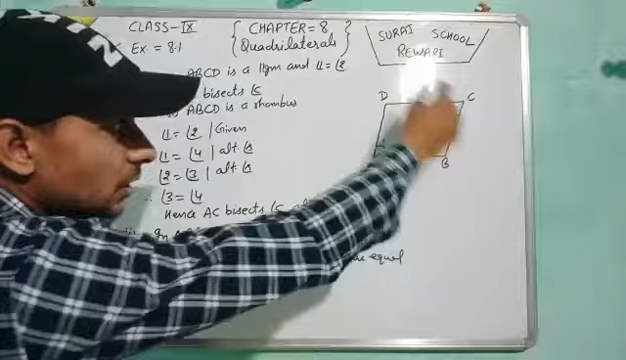 CLASS-IX
Ex = 8.1
CHAPTER = 8
Quadrilaterals
SURAJ SCHOOL
REWARI
ABCD is a ||gm and ∠1 = ∠2
bisects ∠C
ABCD is a rhombus
∠1 = ∠2 | Given
∠1 = ∠4 | alt. ∠s
∠2 = ∠3 | alt. ∠s
∴ ∠3 = ∠4
Hence AC bisects ∠C
equal
D
C
B